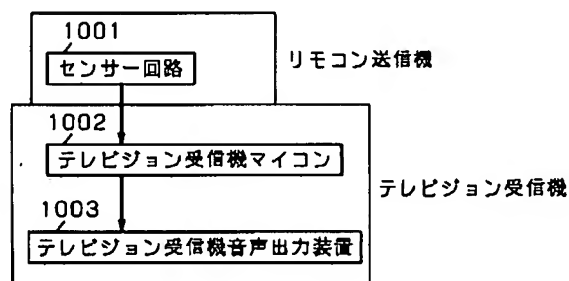 1001
センサー回路
リモコン送信機
1002
テレビジョン受信機マイコン
テレビジョン受信機
1003
テレビジョン受信機音声出力装置